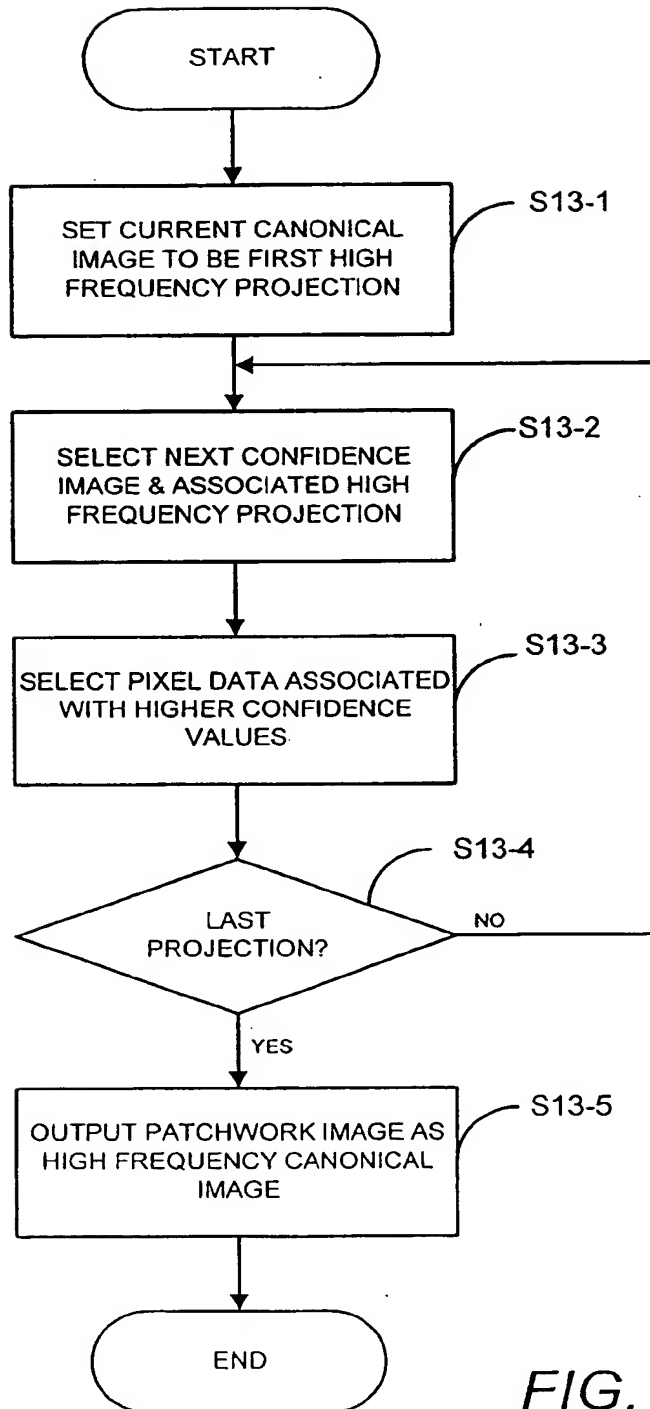 START
SET CURRENT CANONICAL
IMAGE TO BE FIRST HIGH
FREQUENCY PROJECTION
S13-1
SELECT NEXT CONFIDENCE
IMAGE & ASSOCIATED HIGH
FREQUENCY PROJECTION
S13-2
SELECT PIXEL DATA ASSOCIATED
WITH HIGHER CONFIDENCE
VALUES
S13-3
LAST
PROJECTION?
S13-4
NO
YES
OUTPUT PATCHWORK IMAGE AS
HIGH FREQUENCY CANONICAL
IMAGE
S13-5
END
FIG.